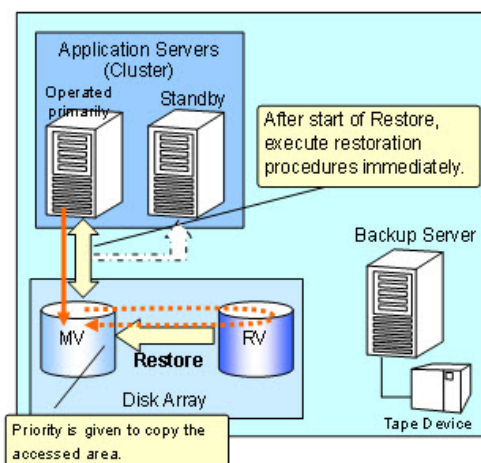 Application Servers
(Cluster)
Operated
primarily
Standby
After start of Restore,
execute restoration
procedures immediately.
Backup Server
MV
RV
Restore
Disk Array
Tape Device
Priority is given to copy the
accessed area.